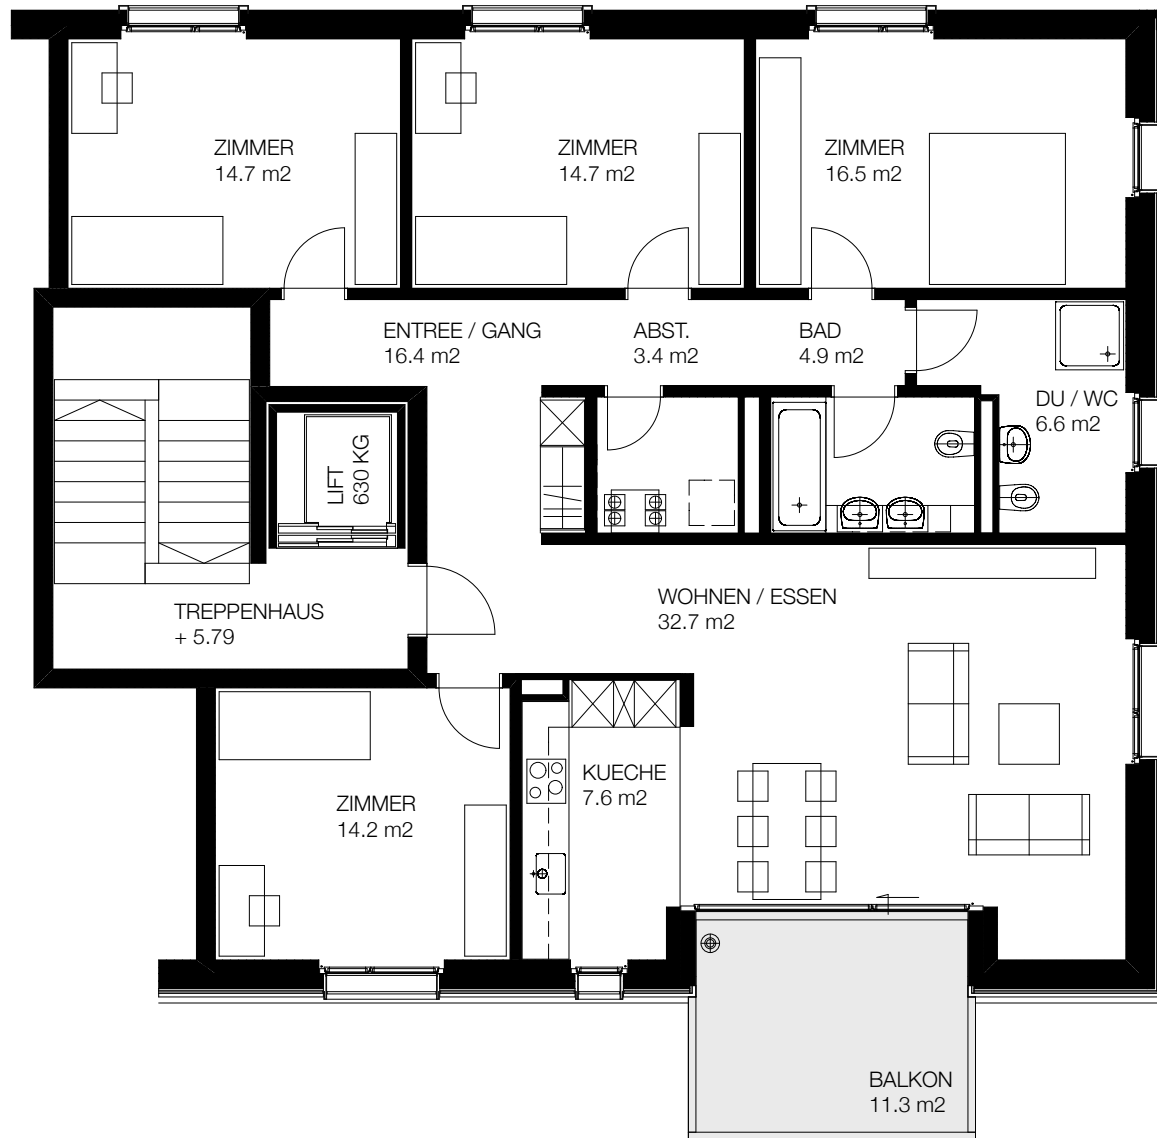 ZIMMER
14.7 m2
ZIMMER
14.7 m2
ZIMMER
16.5 m2
ENTREE / GANG
16.4 m2
ABST.
3.4 m2
BAD
4.9 m2
DU / WC
6.6 m2
LIFT
630 KG
TREPPENHAUS
+ 5.79
WOHNEN / ESSEN
32.7 m2
KUECHE
7.6 m2
ZIMMER
14.2 m2
BALKON
11.3 m2